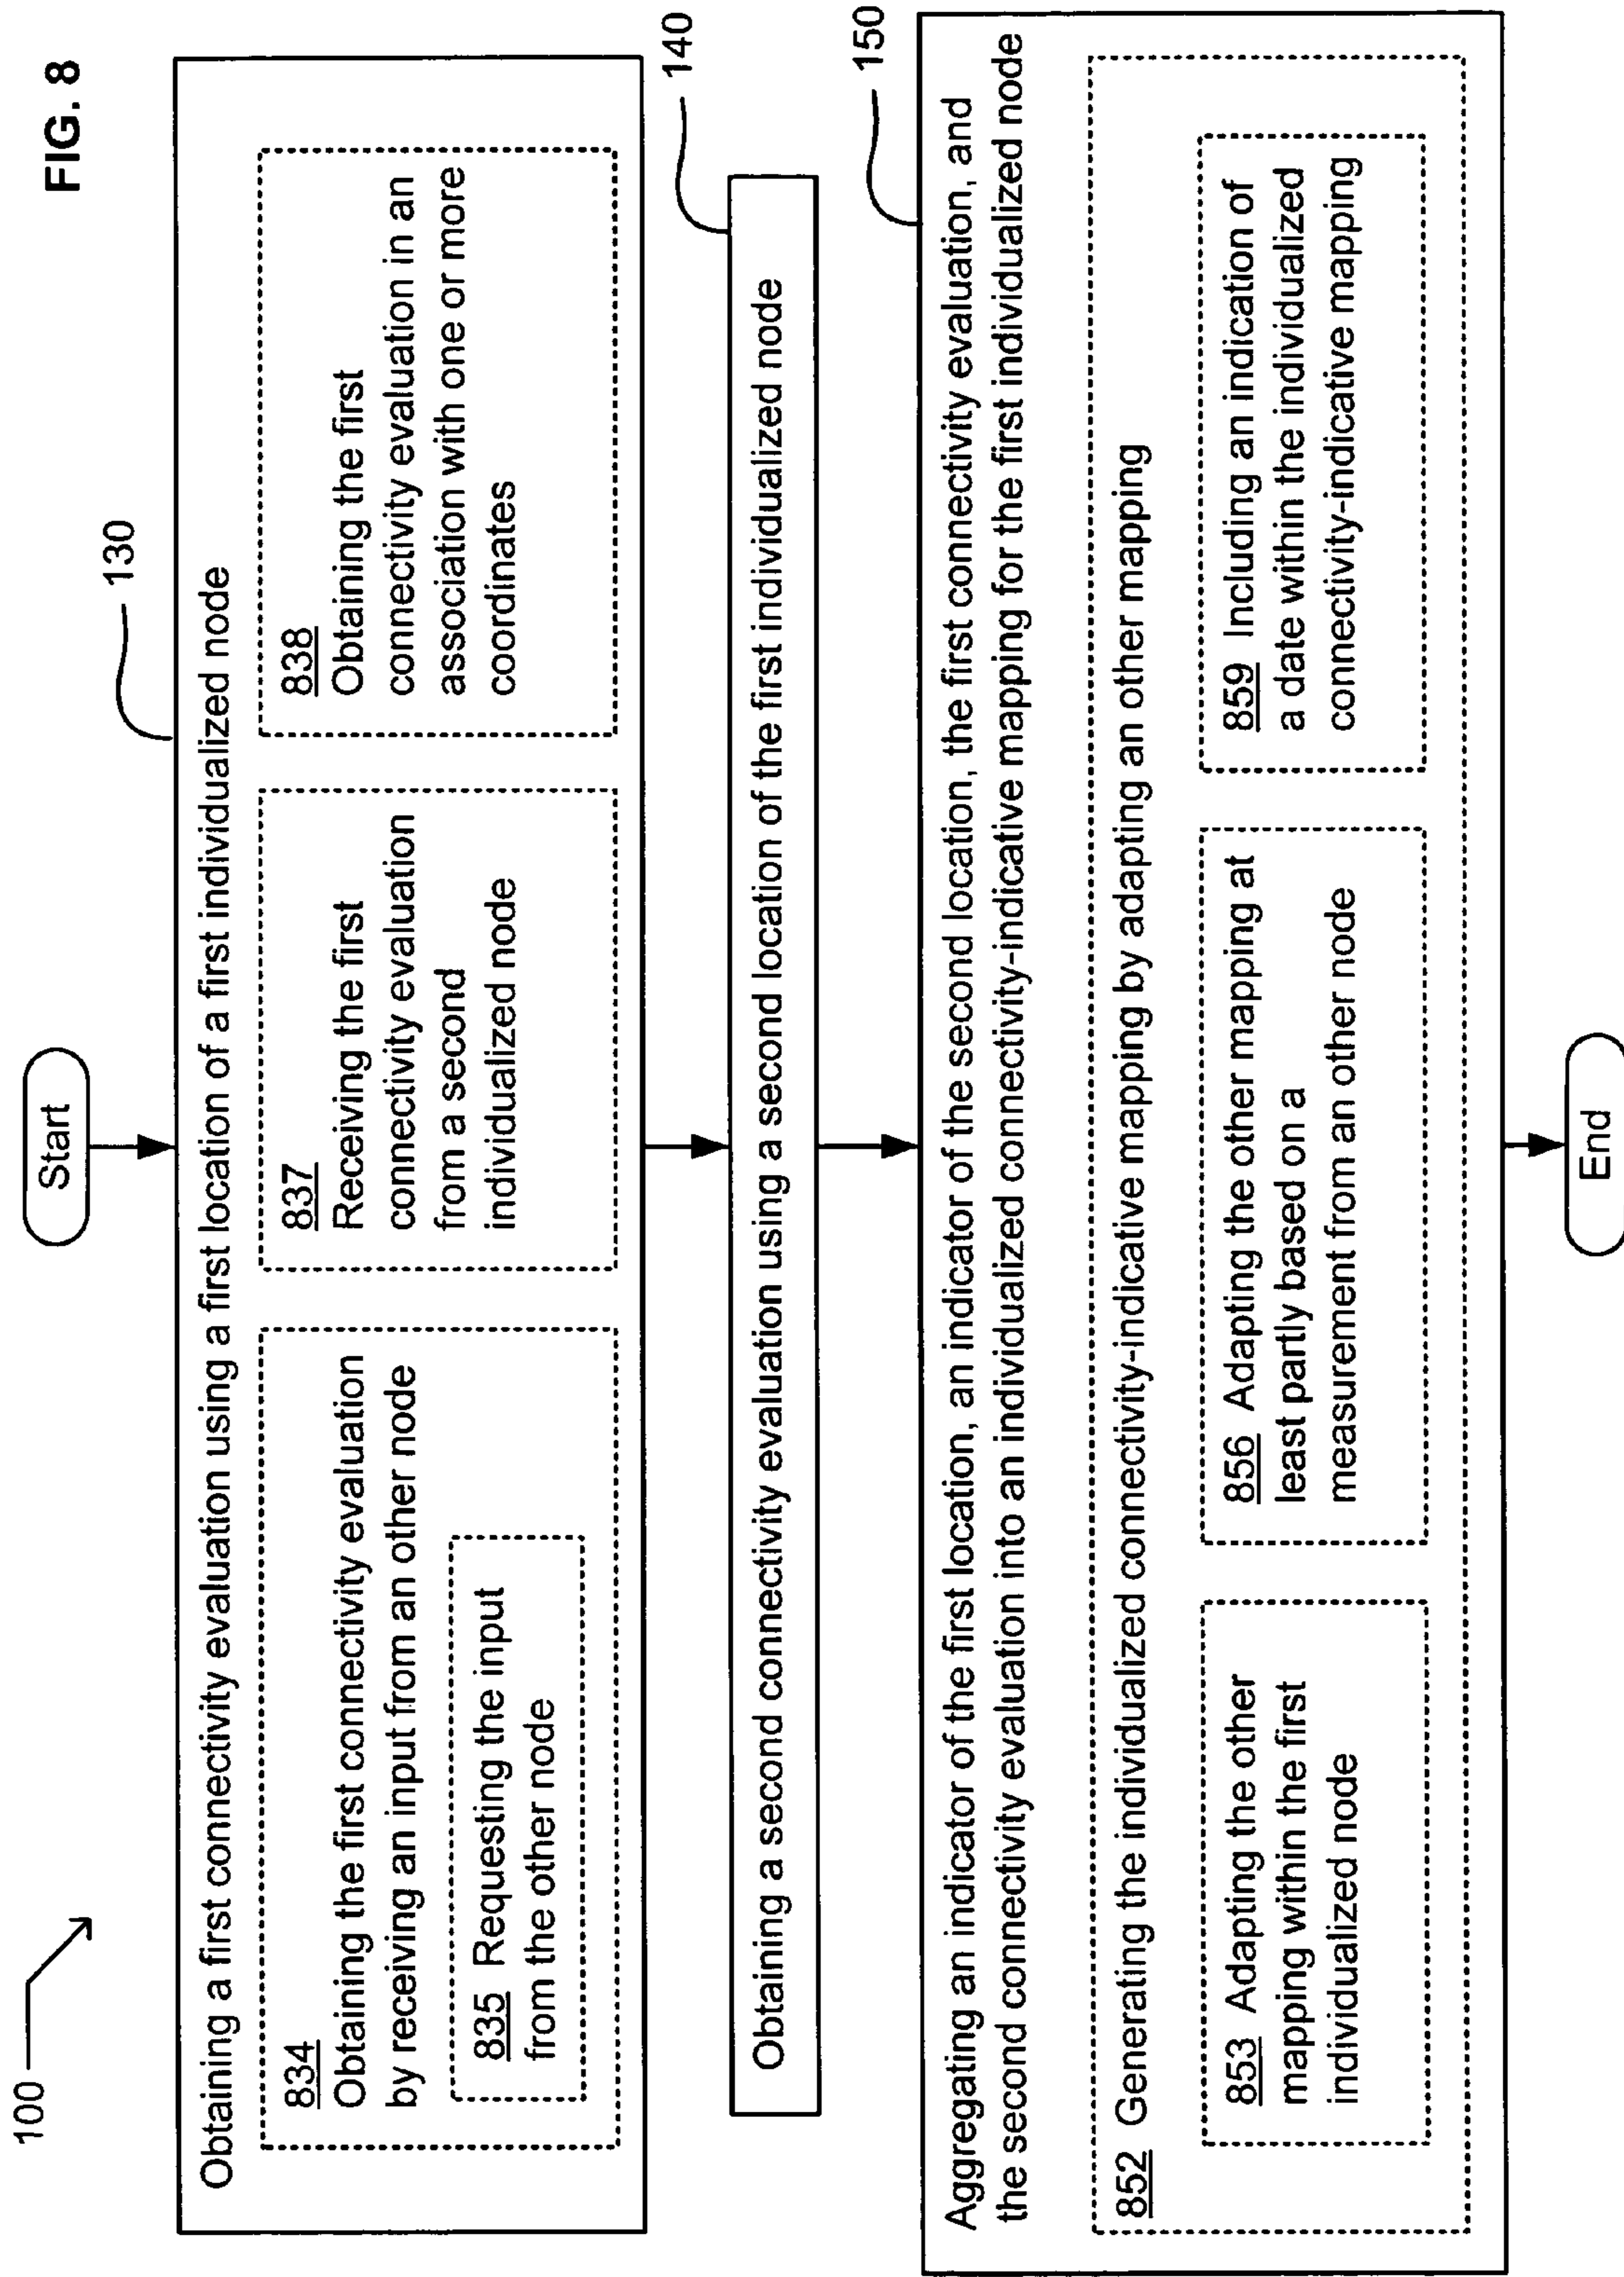 FIG. 8
100
Start
130
Obtaining a first connectivity evaluation using a first location of a first individualized node
834
Obtaining the first connectivity evaluation
by receiving an input from an other node
835 Requesting the input
from the other node
837
Receiving the first
connectivity evaluation
from a second
individualized node
838
Obtaining the first
connectivity evaluation in an
association with one or more
coordinates
140
Obtaining a second connectivity evaluation using a second location of the first individualized node
150
Aggregating an indicator of the first location, an indicator of the second location, the first connectivity evaluation, and
the second connectivity evaluation into an individualized connectivity-indicative mapping for the first individualized node
852 Generating the individualized connectivity-indicative mapping by adapting an other mapping
853 Adapting the other
mapping within the first
individualized node
856 Adapting the other mapping at
least partly based on a
measurement from an other node
859 Including an indication of
a date within the individualized
connectivity-indicative mapping
End